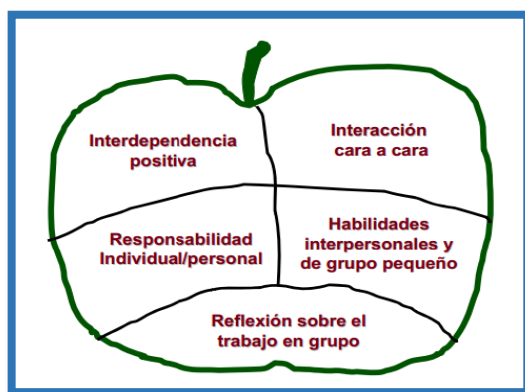 Interdependencia
positiva
Interacción
cara a cara
Responsabilidad
Individual/personal
Habilidades
interpersonales y
de grupo pequeño
Reflexión sobre el
trabajo en grupo